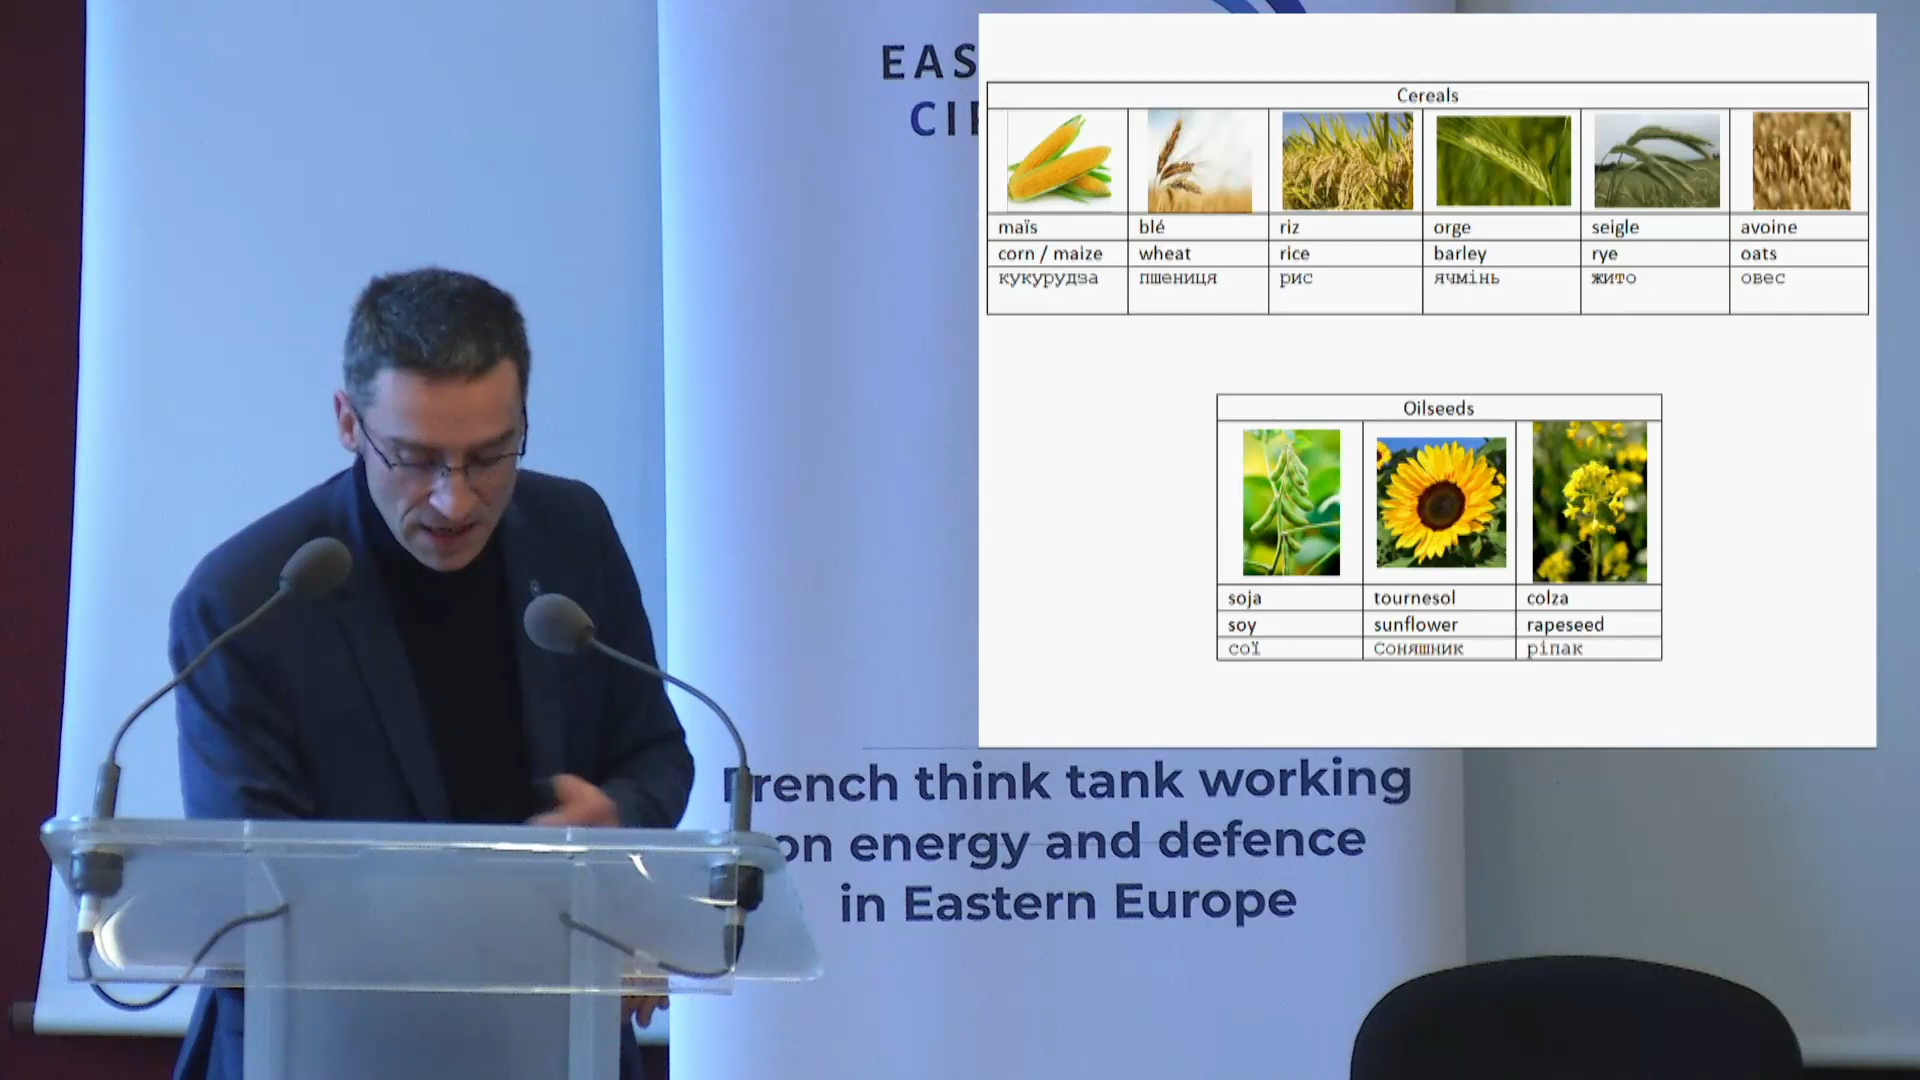 EAS
CI
Cereals
maïs blé riz orge seigle avoine
corn / maize wheat rice barley rye oats
кукурудза пшениця рис ячмінь жито овес
Oilseeds
soja tournesol colza
soy sunflower rapeseed
сої Соняшник ріпак
French think tank working
on energy and defence
in Eastern Europe